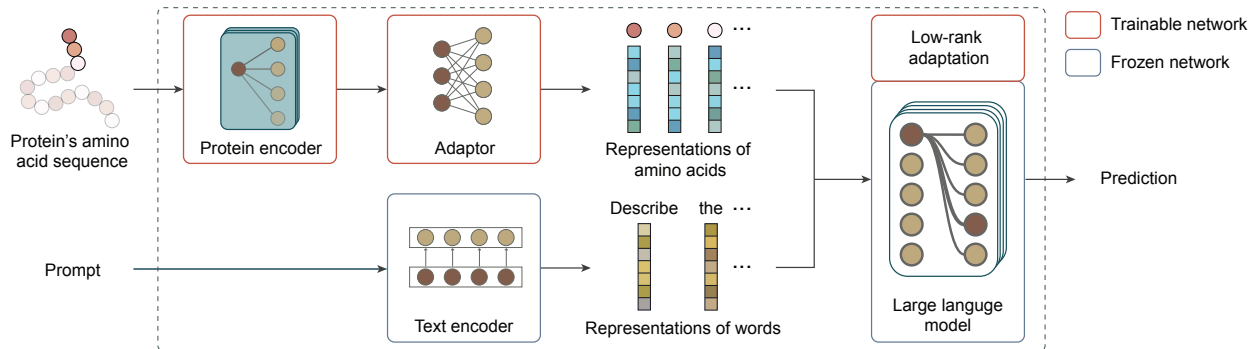 Protein's amino
acid sequence
Protein encoder
Adaptor
...
...
Representations of
amino acids
Low-rank
adaptation
Trainable network
Frozen network
Prompt
Text encoder
Describe the ...
...
Representations of words
Large languge
model
Prediction